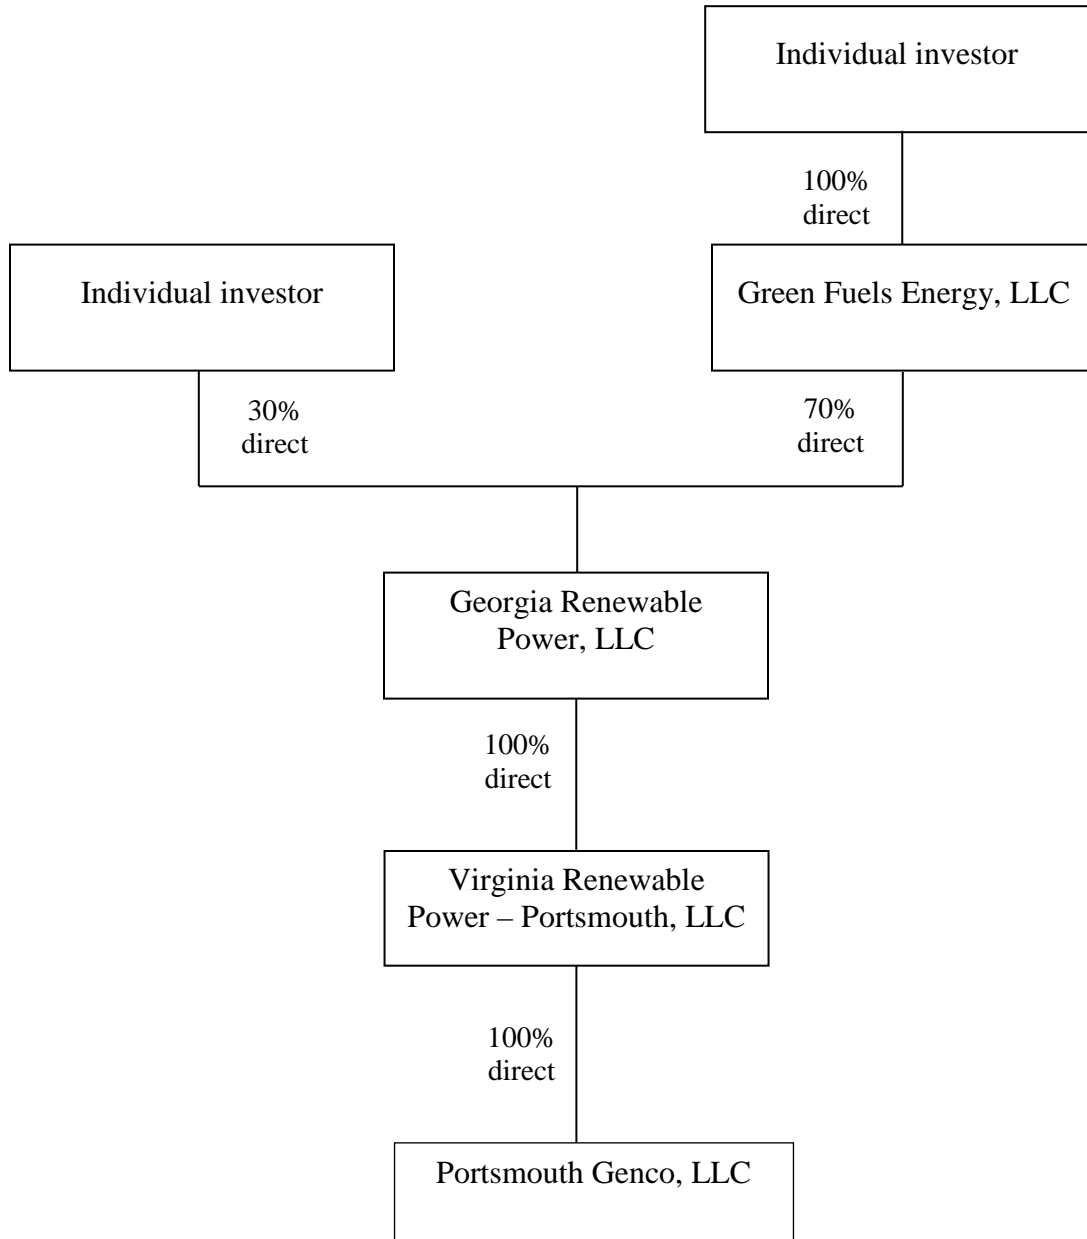 Individual investor
100%
direct
Individual investor
Green Fuels Energy, LLC
30%
direct
70%
direct
Georgia Renewable
Power, LLC
100%
direct
Virginia Renewable
Power – Portsmouth, LLC
100%
direct
Portsmouth Genco, LLC